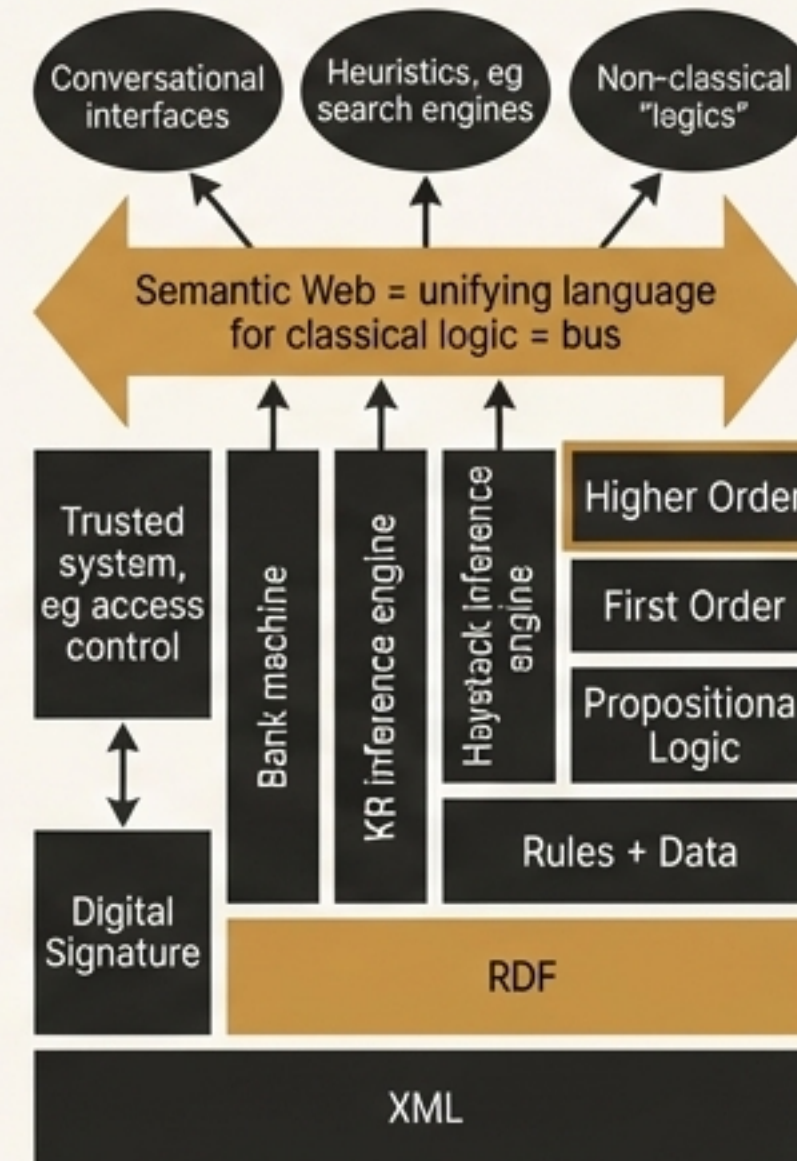 Conversational
interfaces
Heuristics, eg
search engines
Non-classical
"logics"
Semantic Web = unifying language
for classical logic = bus
Trusted
system,
eg access
control
Bank machine
KR inference engine
Haystack inference
engine
Higher Order
First Order
Propositiona
Logic
Rules + Data
Digital
Signature
RDF
XML